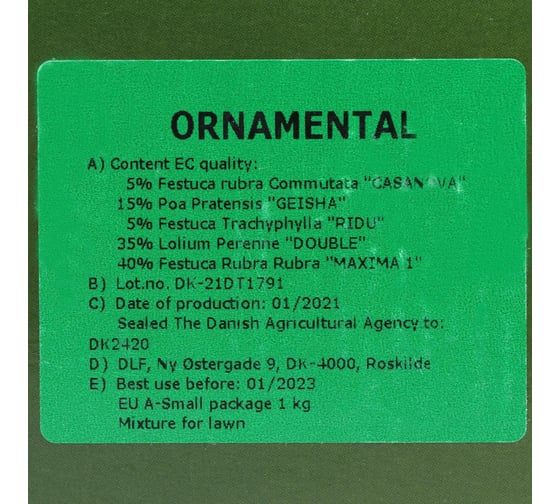 ORNAMENTAL
A) Content EC quality:
5% Festuca rubra Commutata "CASANOVA"
15% Poa Pratensis "GEISHA"
5% Festuca Trachyphylla "RIDU"
35% Lolium Perenne "DOUBLE"
40% Festuca Rubra Rubra "MAXIMA 1"
B) Lot.no. DK-21DT1791
C) Date of production: 01/2021
Sealed The Danish Agricultural Agency to:
DK2420
D) DLF, Ny Østergade 9, DK-4000, Roskilde
E) Best use before: 01/2023
EU A-Small package 1 kg
Mixture for lawn